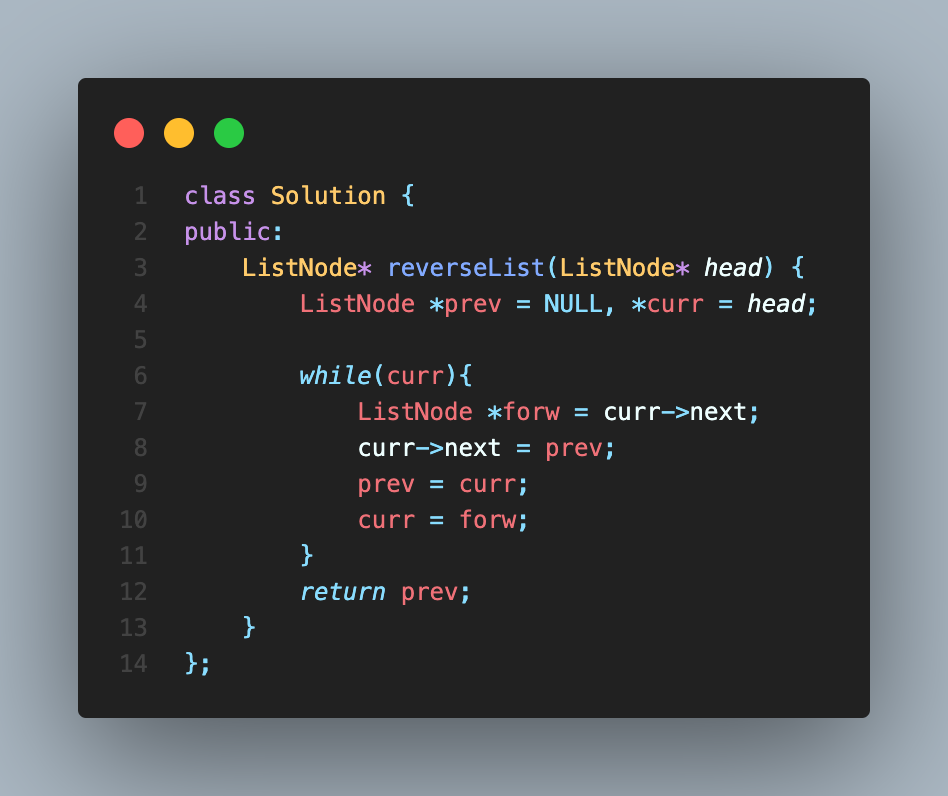 1 class Solution {
2 public:
3     ListNode* reverseList(ListNode* head) {
4         ListNode *prev = NULL, *curr = head;
5
6         while(curr){
7             ListNode *forw = curr->next;
8             curr->next = prev;
9             prev = curr;
10             curr = forw;
11         }
12         return prev;
13     }
14 };